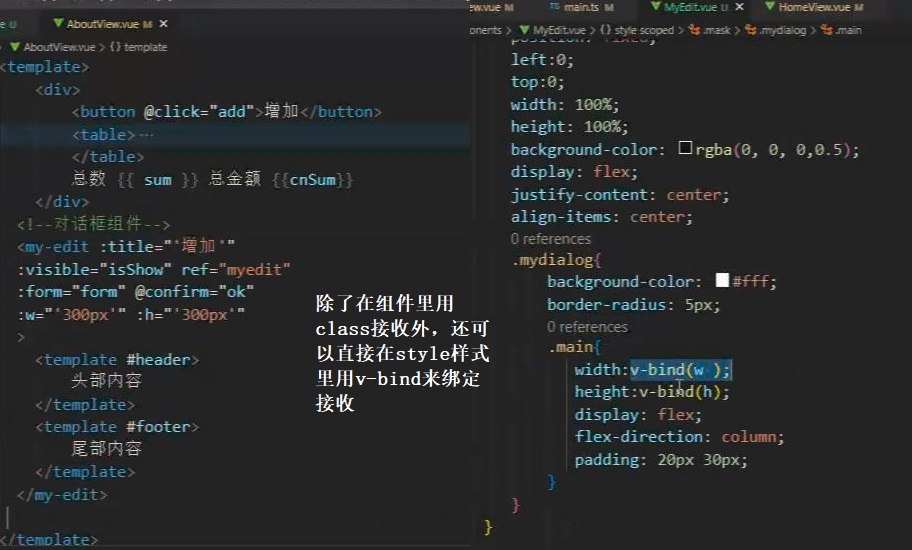 AboutView.vue M
AboutView.vue > {} template
<template>
<div>
<button @click="add">增加</button>
<table>…
</table>
总数 {{ sum }} 总金额 {{cnSum}}
</div>
<!--对话框组件-->
<my-edit :title="'增加'"
:visible="isShow" ref="myedit"
:form="form" @confirm="ok"
:w="'300px'" :h="'300px'"
>
<template #header>
头部内容
</template>
<template #footer>
尾部内容
</template>
</my-edit>
</template>
除了在组件里用
class接收外，还可
以直接在style样式
里用v-bind来绑定
接收
ew.vue M
TS main.ts M
MyEdit.vue U
HomeView.vue M
onents > MyEdit.vue > {} style scoped > .mask > .mydialog > .main
position: fixed;
left:0;
top:0;
width: 100%;
height: 100%;
background-color: rgba(0, 0, 0,0.5);
display: flex;
justify-content: center;
align-items: center;
0 references
.mydialog{
background-color: #fff;
border-radius: 5px;
0 references
.main{
width:v-bind(w );
height:v-bind(h);
display: flex;
flex-direction: column;
padding: 20px 30px;
}
}
}